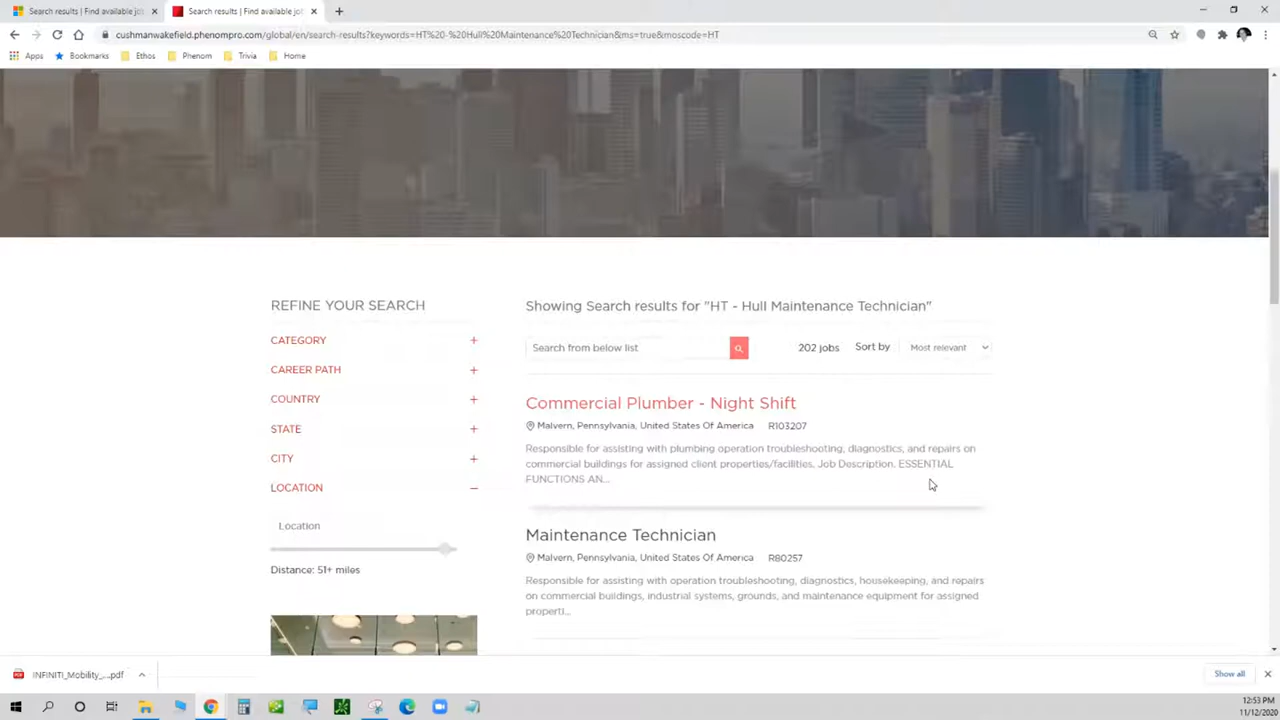 Search results | Find available jo
Search results | Find available jo
cushmanwakefield.phenompro.com/global/en/search-results?keywords=HT%20-%20Hull%20Maintenance%20Technician&ms=true&moscode=HT
Apps
Bookmarks
Ethos
Phenom
Trivia
Home
REFINE YOUR SEARCH
CATEGORY +
CAREER PATH +
COUNTRY +
STATE +
CITY +
LOCATION −
Location
Distance: 51+ miles
Showing Search results for "HT - Hull Maintenance Technician"
Search from below list
202 jobs
Sort by
Most relevant
Commercial Plumber - Night Shift
Malvern, Pennsylvania, United States Of America R103207
Responsible for assisting with plumbing operation troubleshooting, diagnostics, and repairs on
commercial buildings for assigned client properties/facilities. Job Description. ESSENTIAL
FUNCTIONS AN...
Maintenance Technician
Malvern, Pennsylvania, United States Of America R80257
Responsible for assisting with operation troubleshooting, diagnostics, housekeeping, and repairs
on commercial buildings, industrial systems, grounds, and maintenance equipment for assigned
properti...
INFINITI_Mobility_....pdf
Show all
12:53 PM
11/12/2020